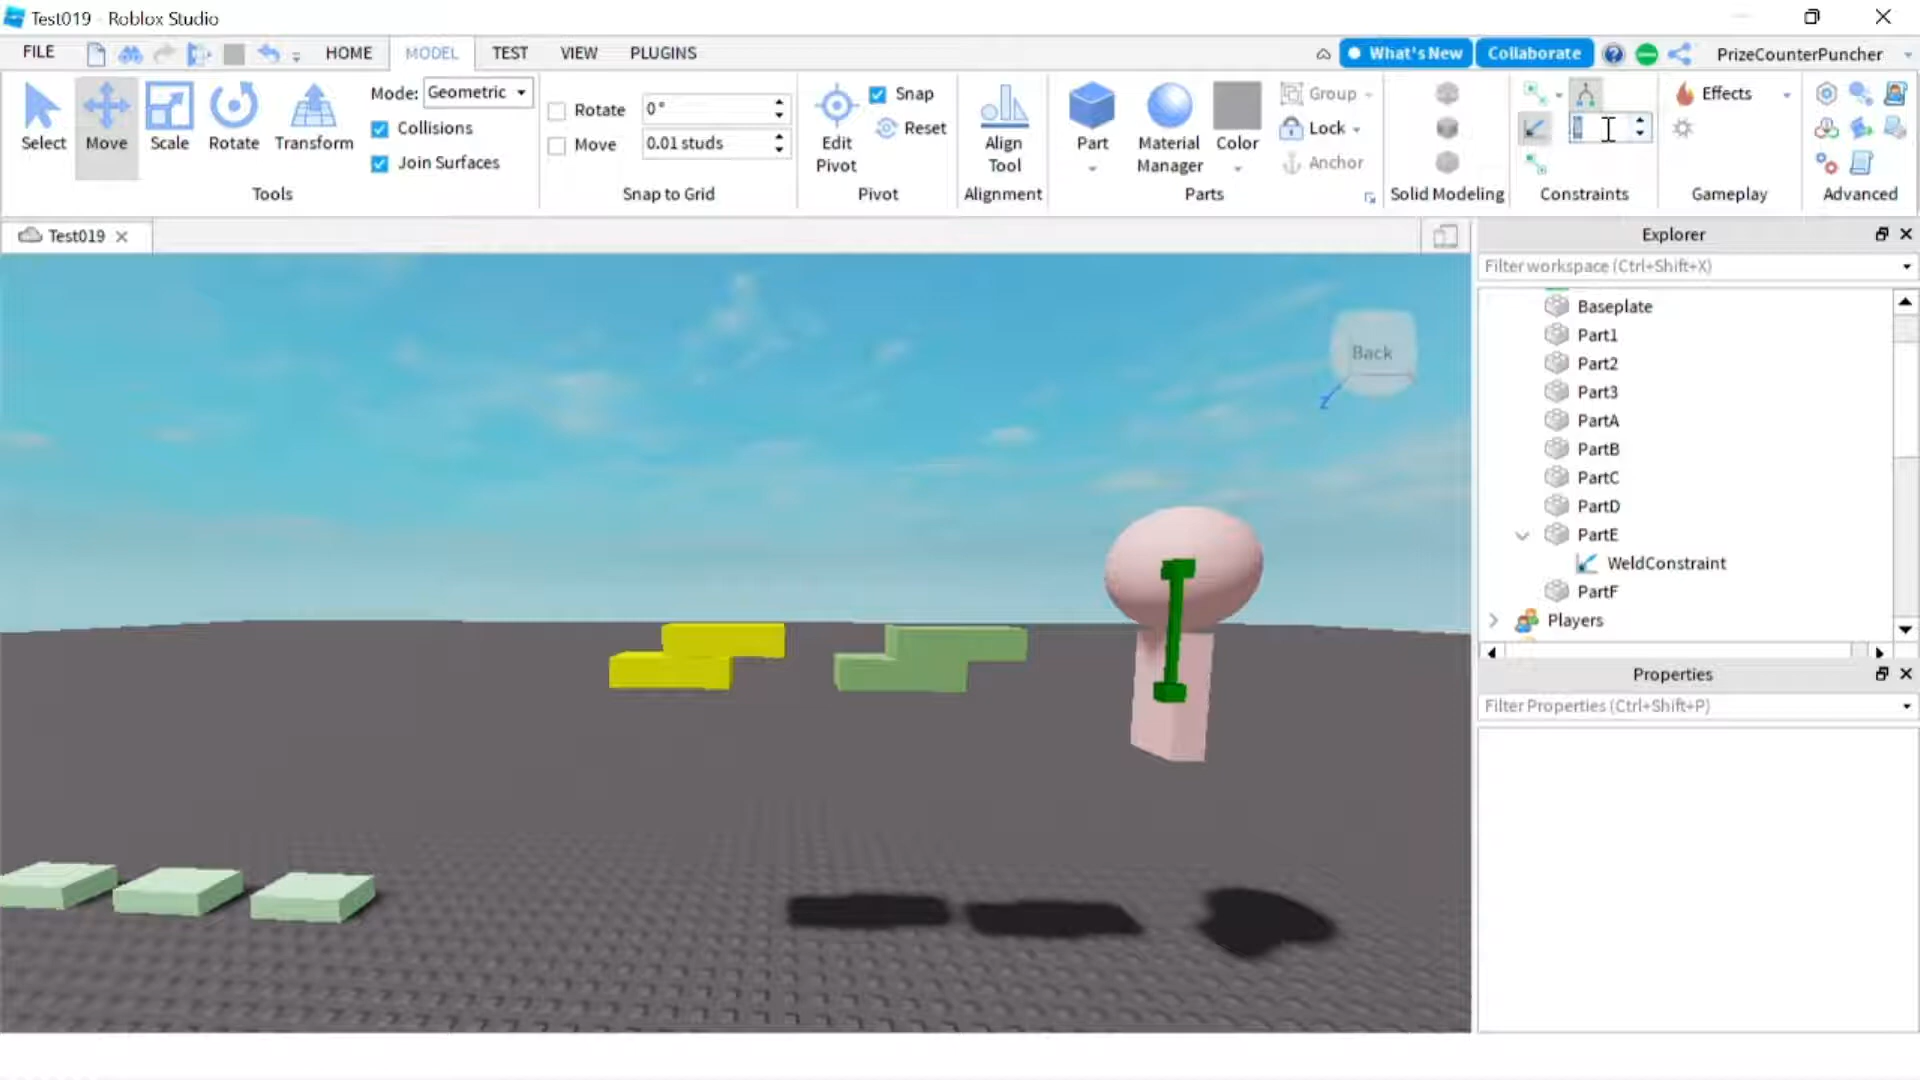 Test019 - Roblox Studio
FILE
HOME
MODEL
TEST
VIEW
PLUGINS
What's New
Collaborate
PrizeCounterPuncher
Select
Move
Scale
Rotate
Transform
Mode: Geometric
Collisions
Join Surfaces
Tools
Rotate 0°
Move 0.01 studs
Snap to Grid
Edit Pivot
Snap
Reset
Pivot
Align Tool
Alignment
Part
Material Manager
Color
Group
Lock
Anchor
Parts
Solid Modeling
Constraints
Effects
Gameplay
Advanced
Test019
Explorer
Filter workspace (Ctrl+Shift+X)
Baseplate
Part1
Part2
Part3
PartA
PartB
PartC
PartD
PartE
WeldConstraint
PartF
Players
Properties
Filter Properties (Ctrl+Shift+P)
Back
Z